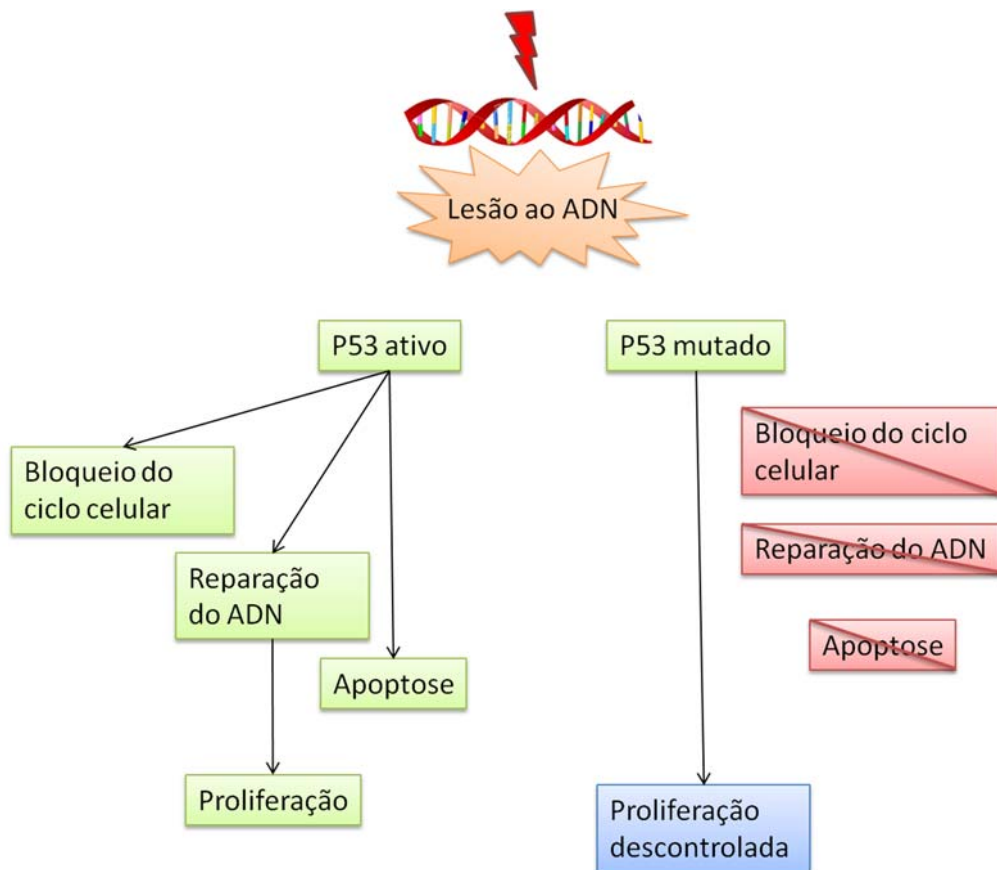 Lesão ao ADN
P53 ativo
P53 mutado
Bloqueio do
ciclo celular
Reparação
do ADN
Apoptose
Proliferação
Bloqueio do ciclo
celular
Reparação do ADN
Apoptose
Proliferação
descontrolada